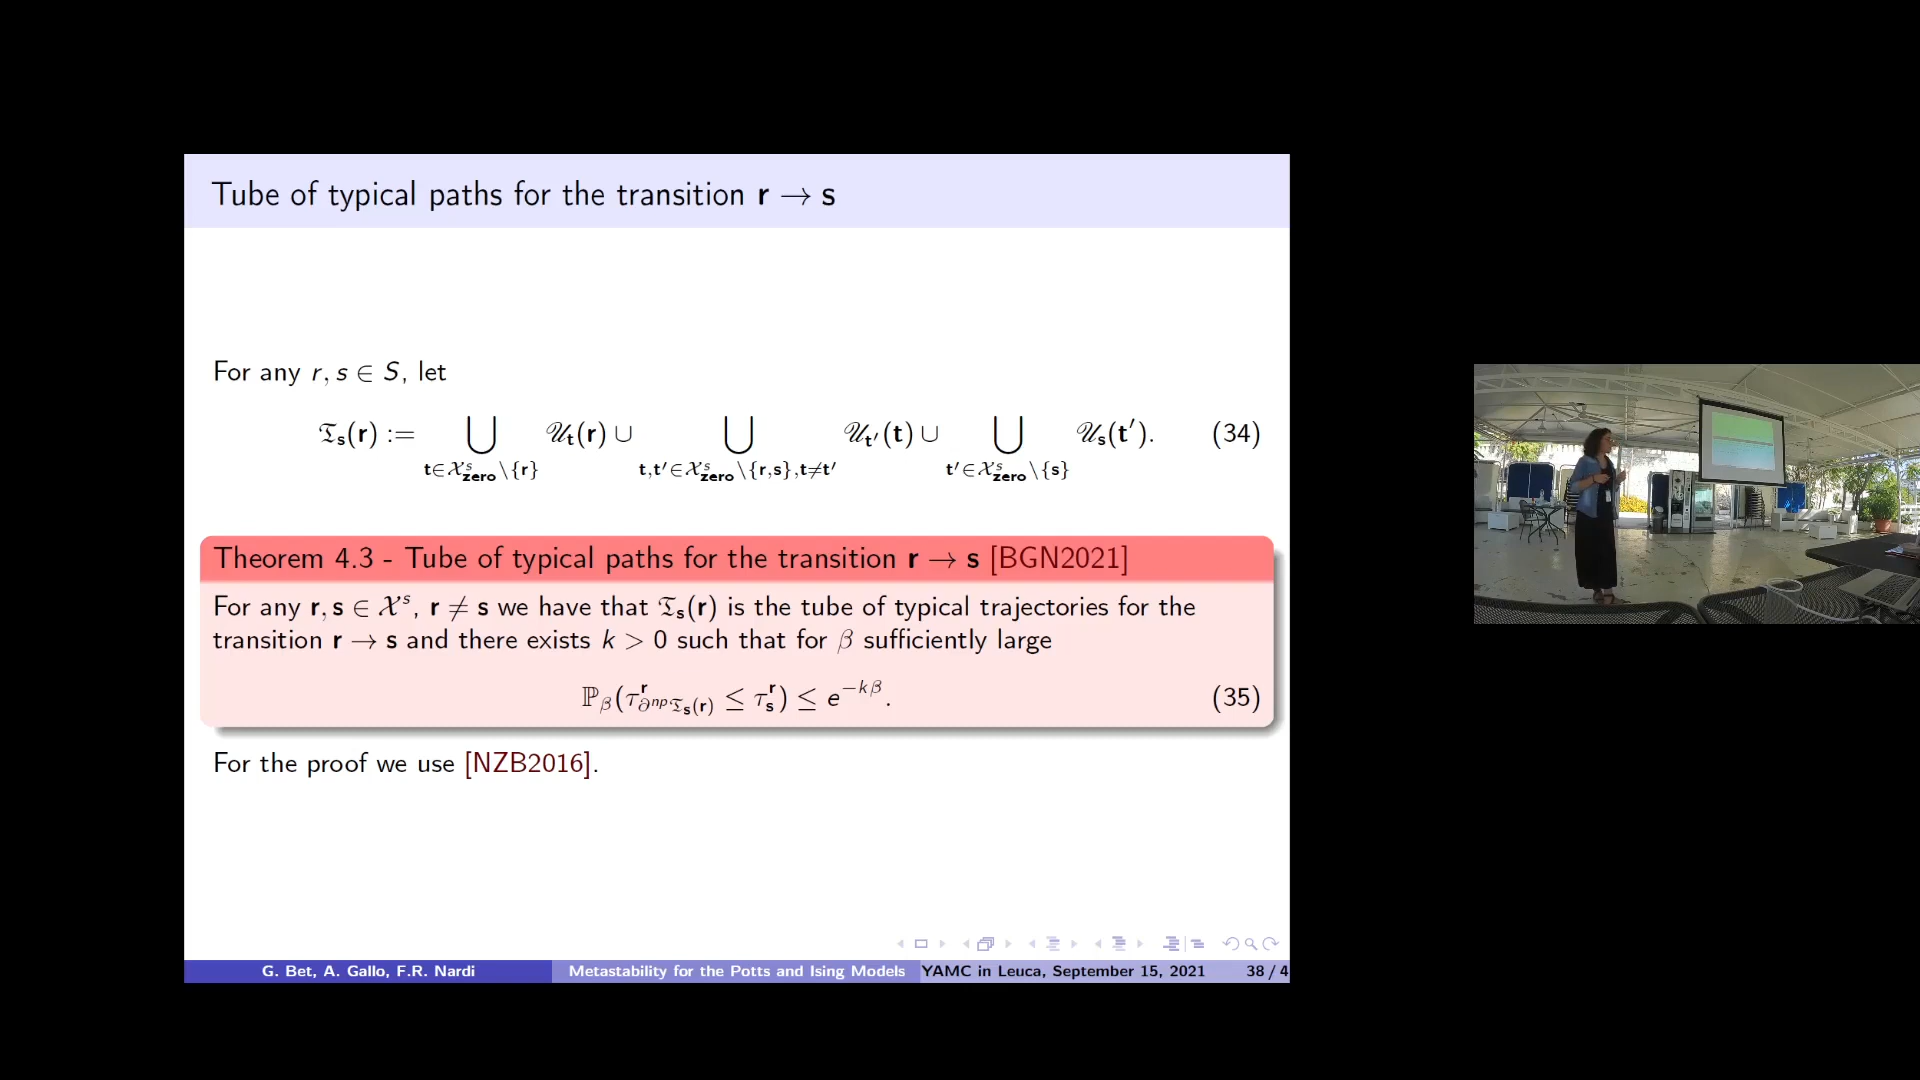 Tube of typical paths for the transition r → s
For any r, s ∈ S, let
𝔗ₛ(r) := ⋃_{t∈𝒳^s_zero\{r}} 𝒰_t(r) ∪ ⋃_{t,t′∈𝒳^s_zero\{r,s},t≠t′} 𝒰_{t′}(t) ∪ ⋃_{t′∈𝒳^s_zero\{s}} 𝒰_s(t′). (34)
Theorem 4.3 - Tube of typical paths for the transition r → s [BGN2021]
For any r, s ∈ 𝒳^s, r ≠ s we have that 𝔗ₛ(r) is the tube of typical trajectories for the
transition r → s and there exists k > 0 such that for β sufficiently large
ℙ_β(τ^r_{∂^{np}𝔗ₛ(r)} ≤ τ^r_s) ≤ e^{−kβ}. (35)
For the proof we use [NZB2016].
G. Bet, A. Gallo, F.R. Nardi Metastability for the Potts and Ising Models YAMC in Leuca, September 15, 2021 38 / 4